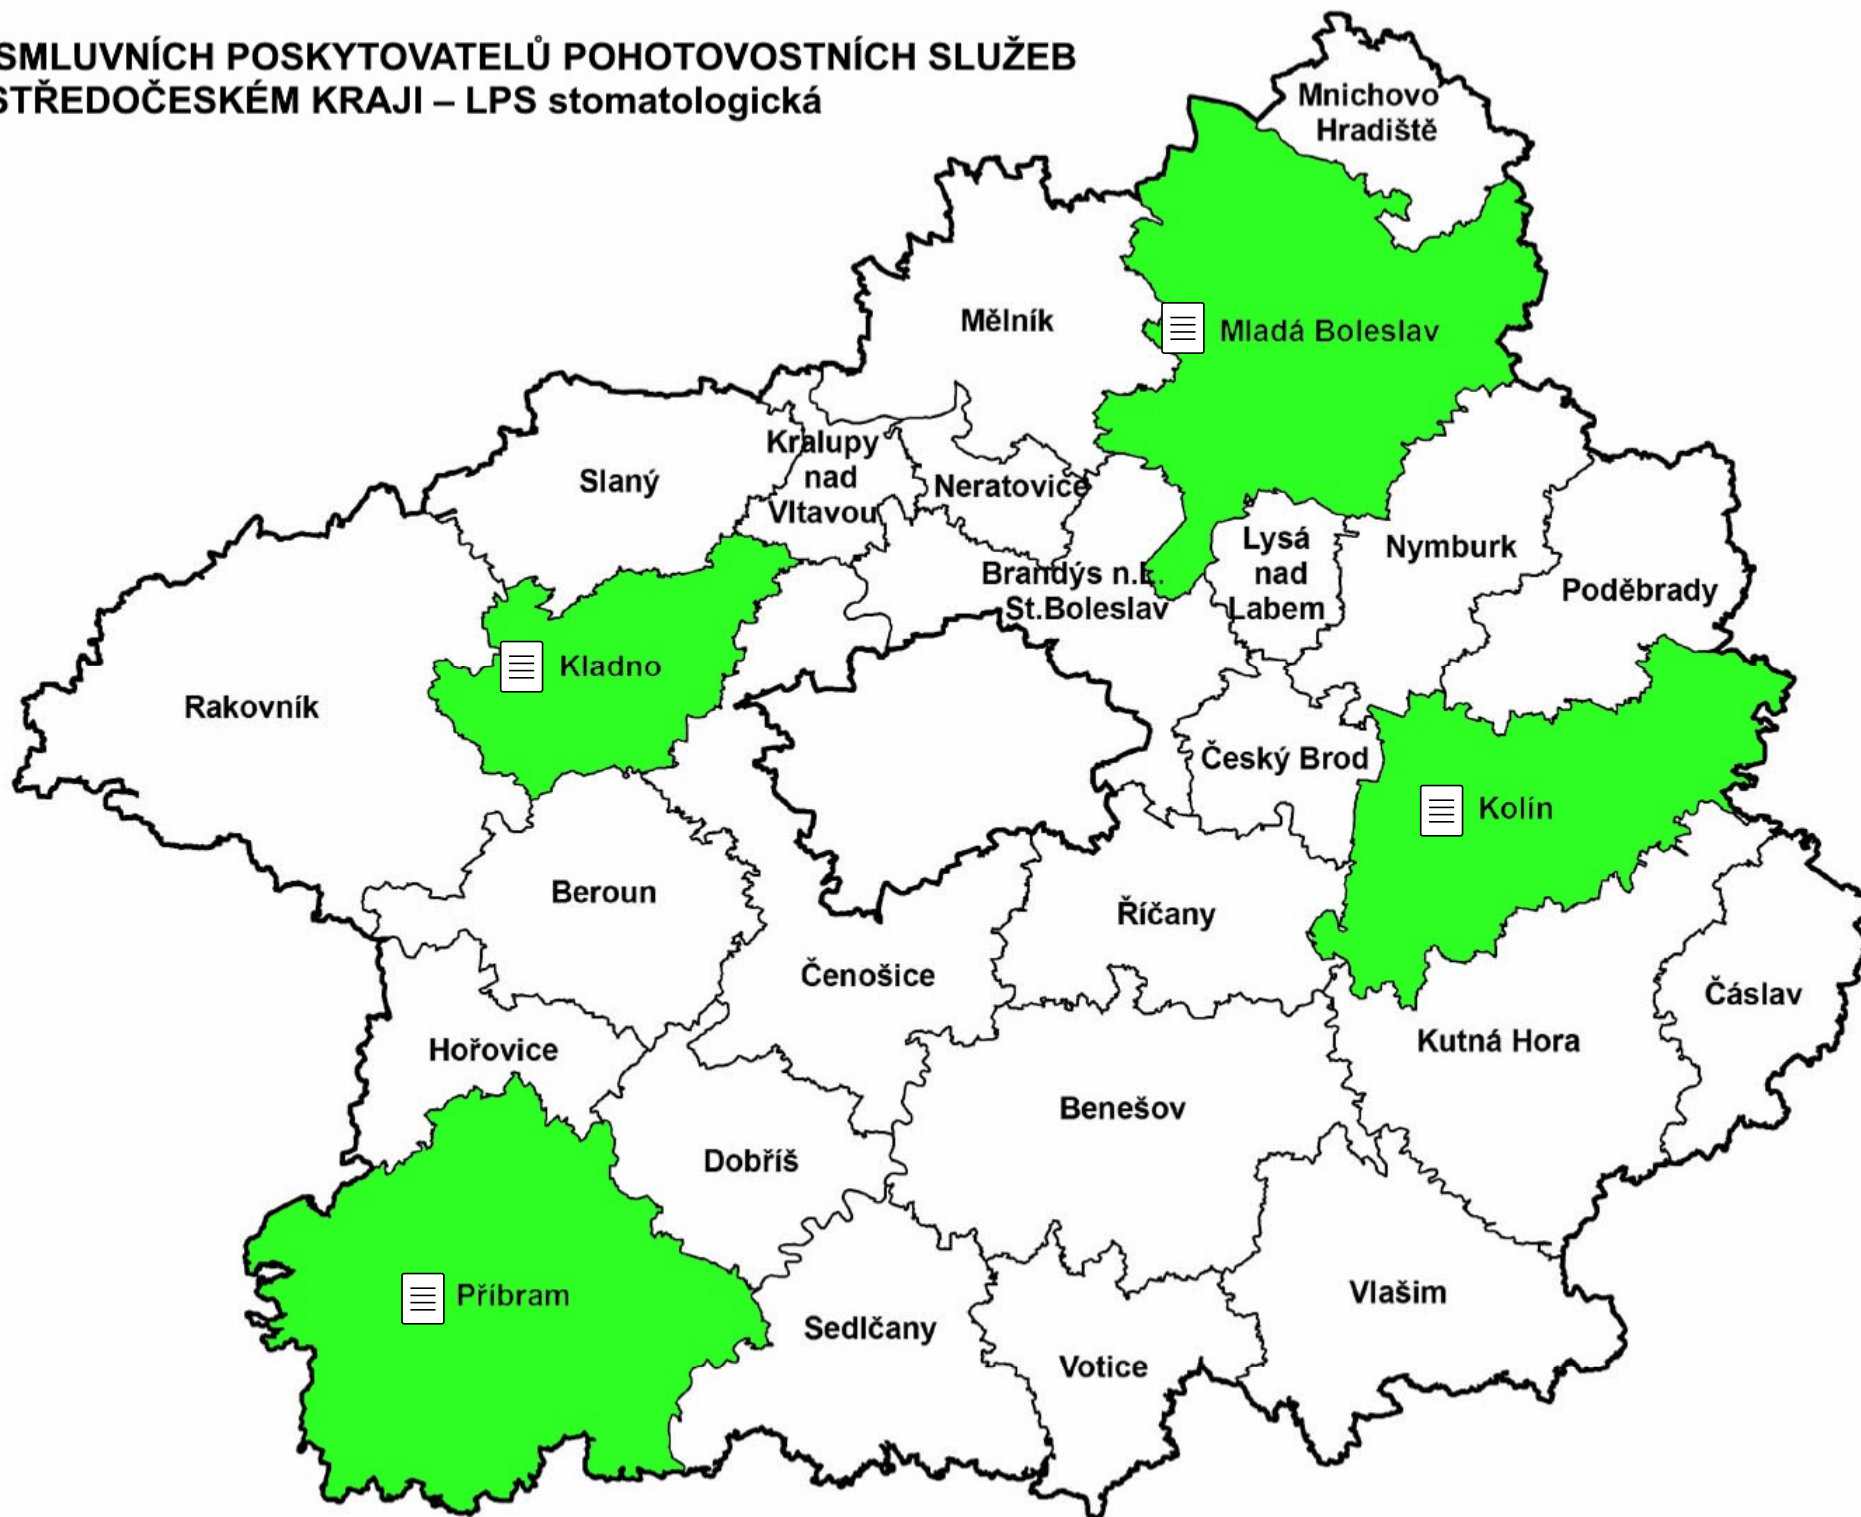 SMLUVNÍCH POSKYTOVATELŮ POHOTOVOSTNÍCH SLUŽEB
STŘEDOČESKÉM KRAJI – LPS stomatologická
Mnichovo
Hradiště
Mělník
Mladá Boleslav
Kralupy
nad
Vltavou
Slaný
Neratovice
Lysá
nad
Labem
Nymburk
Brandýs n.L.
St.Boleslav
Poděbrady
Kladno
Rakovník
Český Brod
Kolín
Beroun
Říčany
Čenošice
Čáslav
Kutná Hora
Hořovice
Benešov
Dobříš
Příbram
Vlašim
Sedlčany
Votice